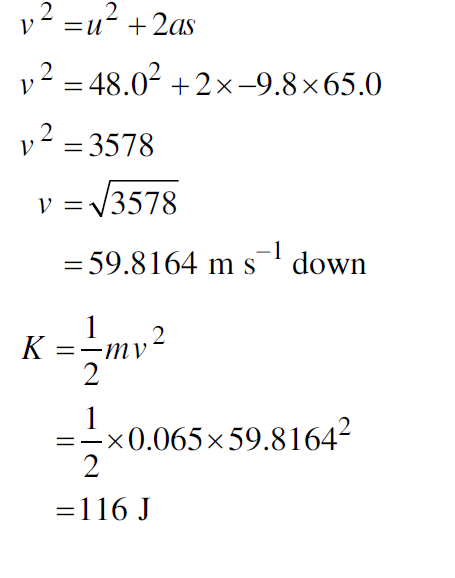 v² = u² + 2as
v² = 48.0² + 2 × –9.8 × 65.0
v² = 3578
v = √3578
= 59.8164 m s⁻¹ down
K = 1/2 mv²
= 1/2 × 0.065 × 59.8164²
= 116 J